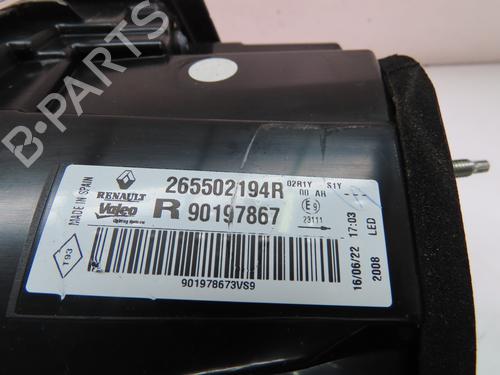 B-PARTS
MADE IN SPAIN
RENAULT
Valeo
265502194R
R 90197867
02R1Y S1Y
00 AR
E9
23111
T93
901978673VS9
16/06/22 17:03
2008 LED